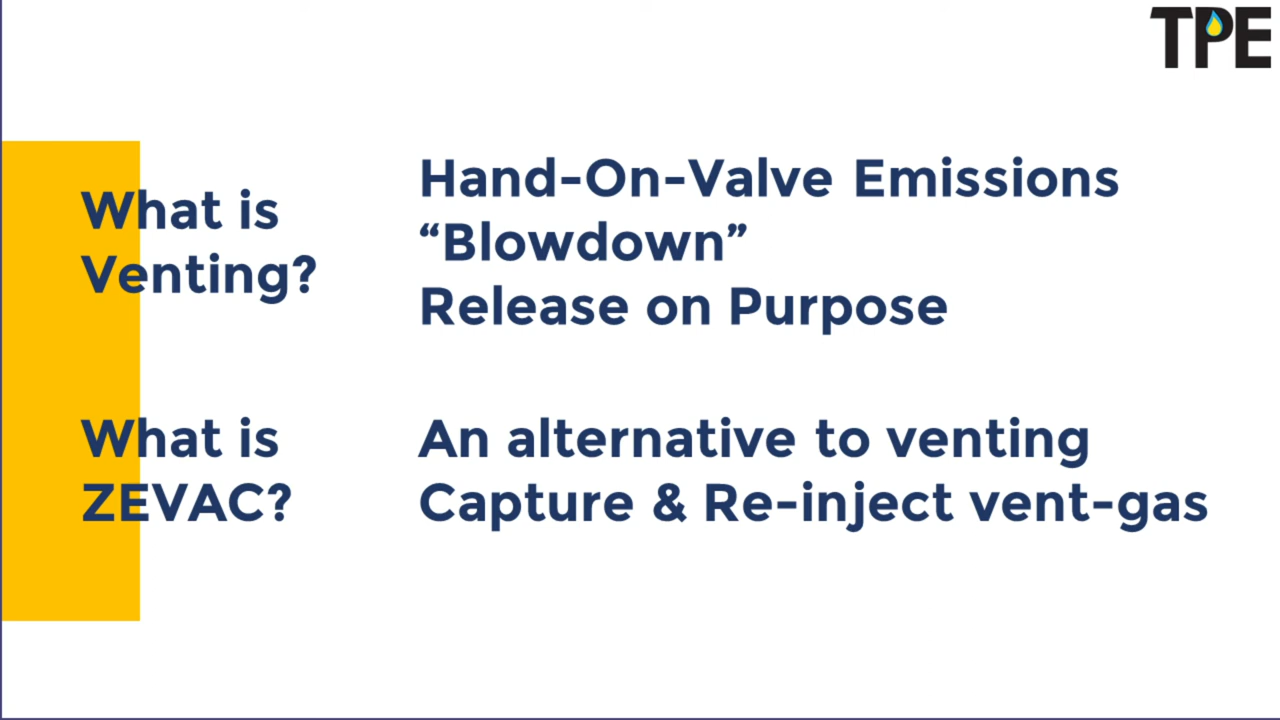 TPE
What is
Venting?
Hand-On-Valve Emissions
“Blowdown”
Release on Purpose
What is
ZEVAC?
An alternative to venting
Capture & Re-inject vent-gas